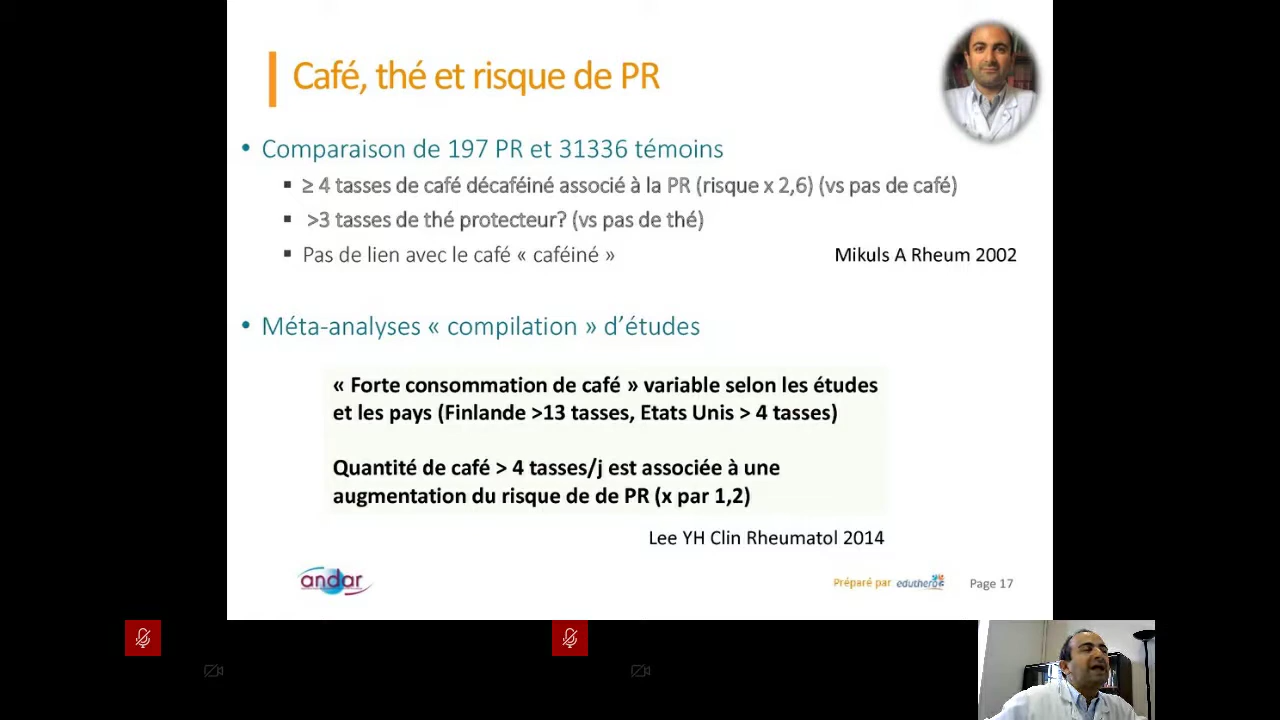 Café, thé et risque de PR
• Comparaison de 197 PR et 31336 témoins
▪ ≥ 4 tasses de café décaféiné associé à la PR (risque x 2,6) (vs pas de café)
▪ >3 tasses de thé protecteur? (vs pas de thé)
▪ Pas de lien avec le café « caféiné »
Mikuls A Rheum 2002
• Méta-analyses « compilation » d’études
« Forte consommation de café » variable selon les études
et les pays (Finlande >13 tasses, Etats Unis > 4 tasses)
Quantité de café > 4 tasses/j est associée à une
augmentation du risque de de PR (x par 1,2)
Lee YH Clin Rheumatol 2014
andar
Préparé par
Page 17